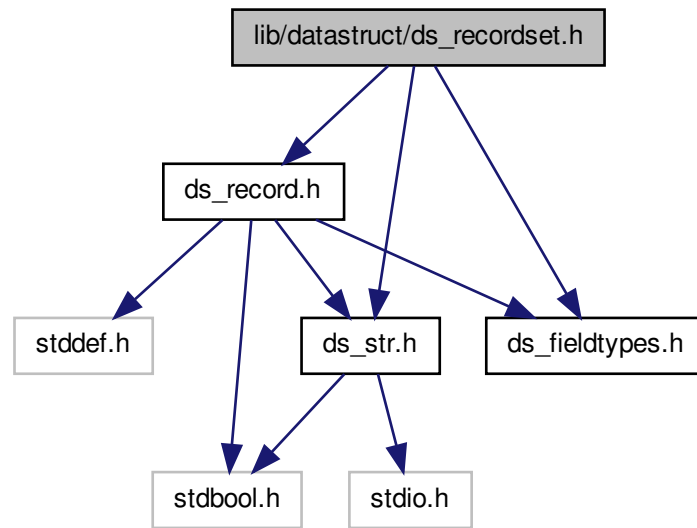 lib/datastruct/ds_recordset.h
ds_record.h
stddef.h
ds_str.h
ds_fieldtypes.h
stdbool.h
stdio.h